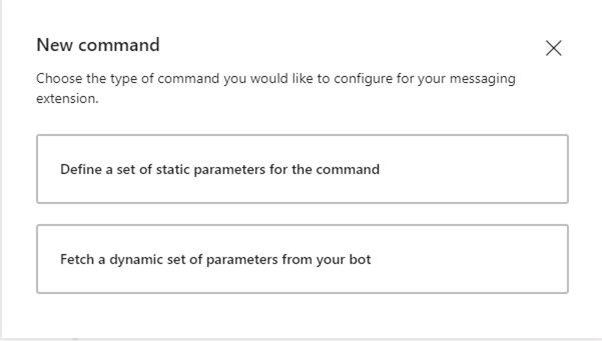 New command
Choose the type of command you would like to configure for your messaging
extension.
Define a set of static parameters for the command
Fetch a dynamic set of parameters from your bot